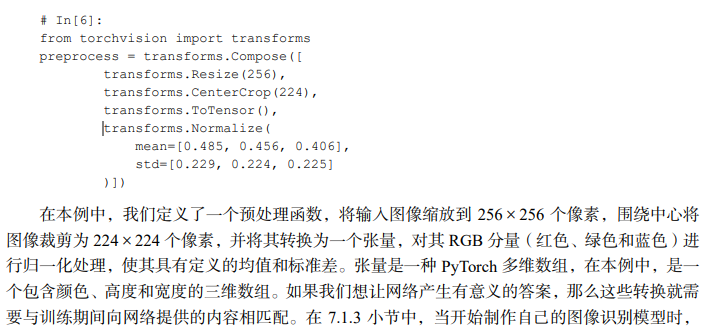 # In[6]:
from torchvision import transforms
preprocess = transforms.Compose([
        transforms.Resize(256),
        transforms.CenterCrop(224),
        transforms.ToTensor(),
        transforms.Normalize(
            mean=[0.485, 0.456, 0.406],
            std=[0.229, 0.224, 0.225]
        )])
在本例中，我们定义了一个预处理函数，将输入图像缩放到 256×256 个像素，围绕中心将
图像裁剪为 224×224 个像素，并将其转换为一个张量，对其 RGB 分量（红色、绿色和蓝色）进
行归一化处理，使其具有定义的均值和标准差。张量是一种 PyTorch 多维数组，在本例中，是一
个包含颜色、高度和宽度的三维数组。如果我们想让网络产生有意义的答案，那么这些转换就需
要与训练期间向网络提供的内容相匹配。在 7.1.3 小节中，当开始制作自己的图像识别模型时，